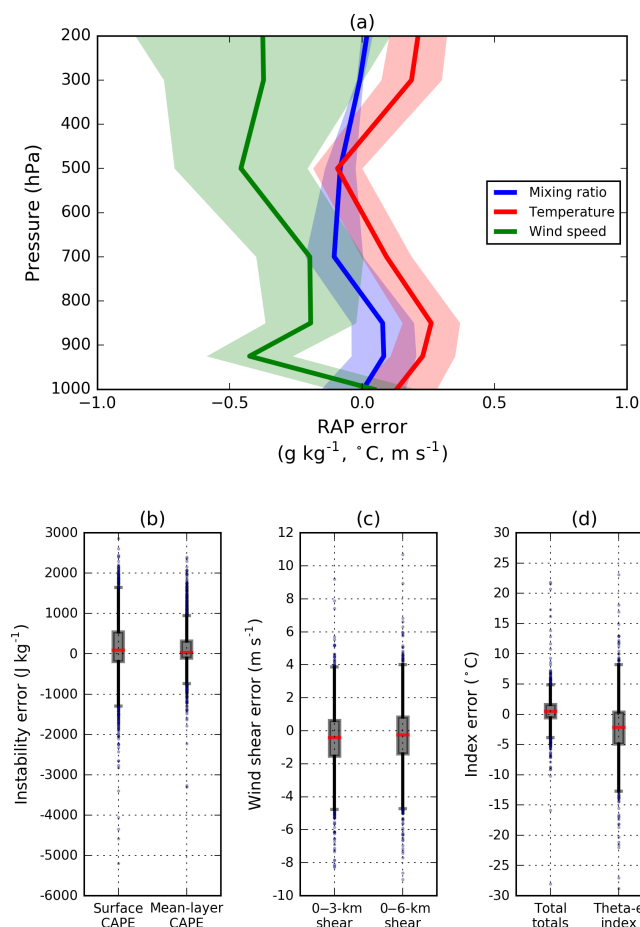 (a)
200
300
400
500
600
700
800
900
1000
Pressure (hPa)
Mixing ratio
Temperature
Wind speed
−1.0 −0.5 0.0 0.5 1.0
RAP error
(g kg⁻¹, °C, m s⁻¹)
(b)
3000
2000
1000
0
-1000
-2000
-3000
-4000
-5000
-6000
Instability error (J kg⁻¹)
Surface CAPE
Mean-layer CAPE
(c)
12
10
8
6
4
2
0
-2
-4
-6
-8
-10
Wind shear error (m s⁻¹)
0−3-km shear
0−6-km shear
(d)
30
25
20
15
10
5
0
-5
-10
-15
-20
-25
-30
Index error (°C)
Total totals
Theta-e index